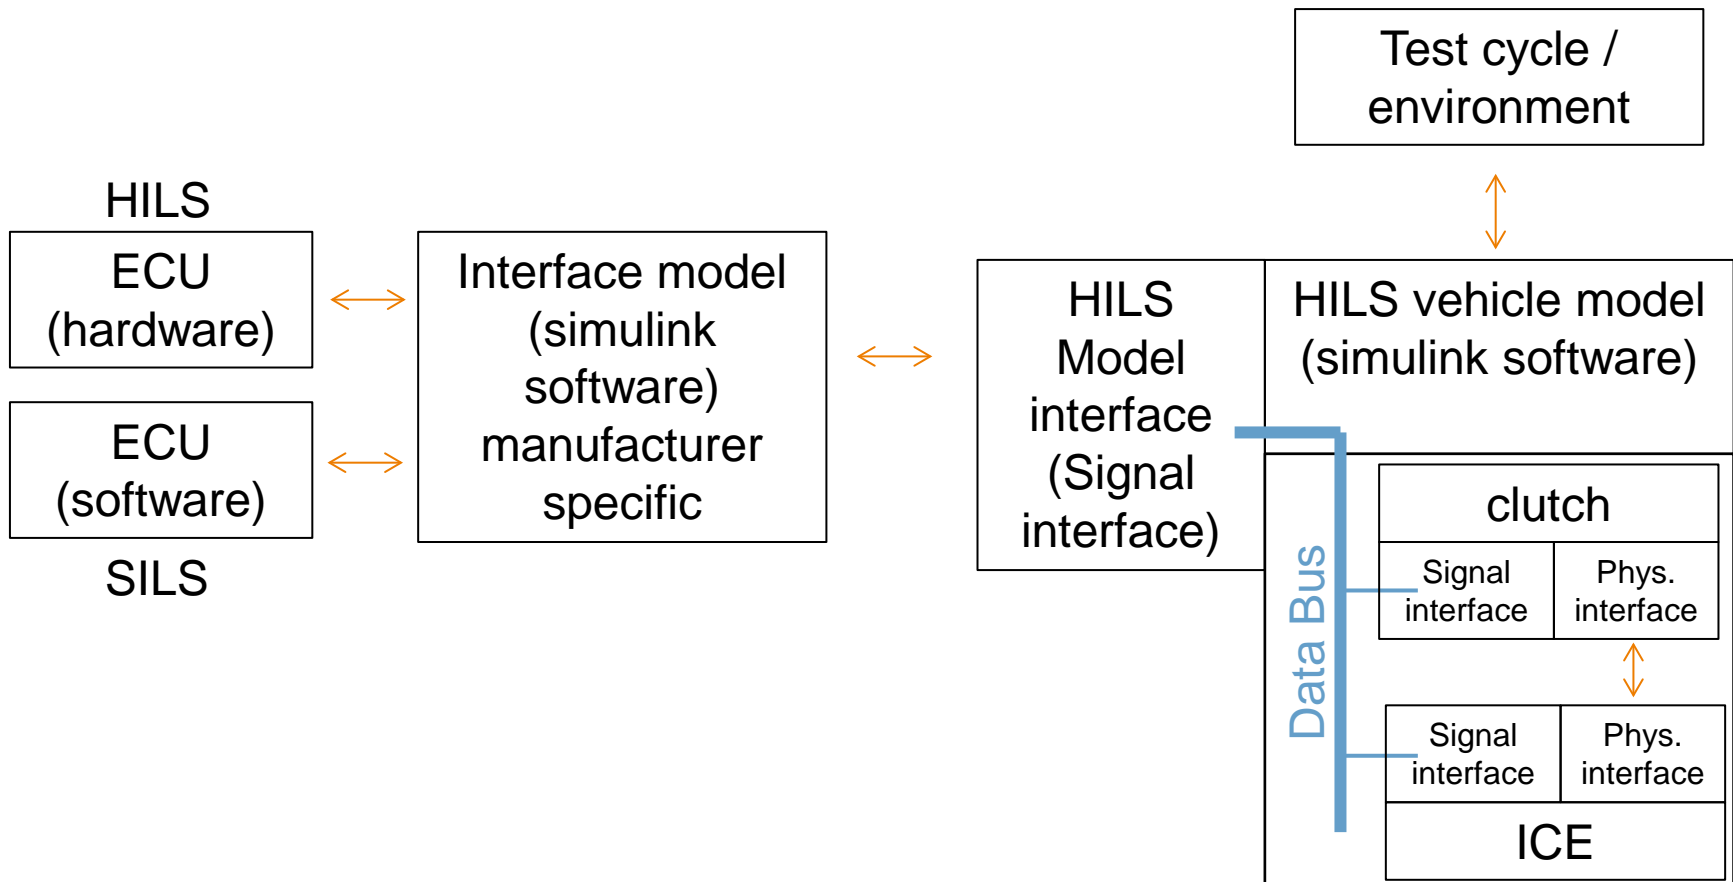 Test cycle /
environment
HILS
ECU
(hardware)
ECU
(software)
SILS
Interface model
(simulink
software)
manufacturer
specific
HILS
Model
interface
(Signal
interface)
HILS vehicle model
(simulink software)
Data Bus
clutch
Signal
interface
Phys.
interface
Signal
interface
Phys.
interface
ICE